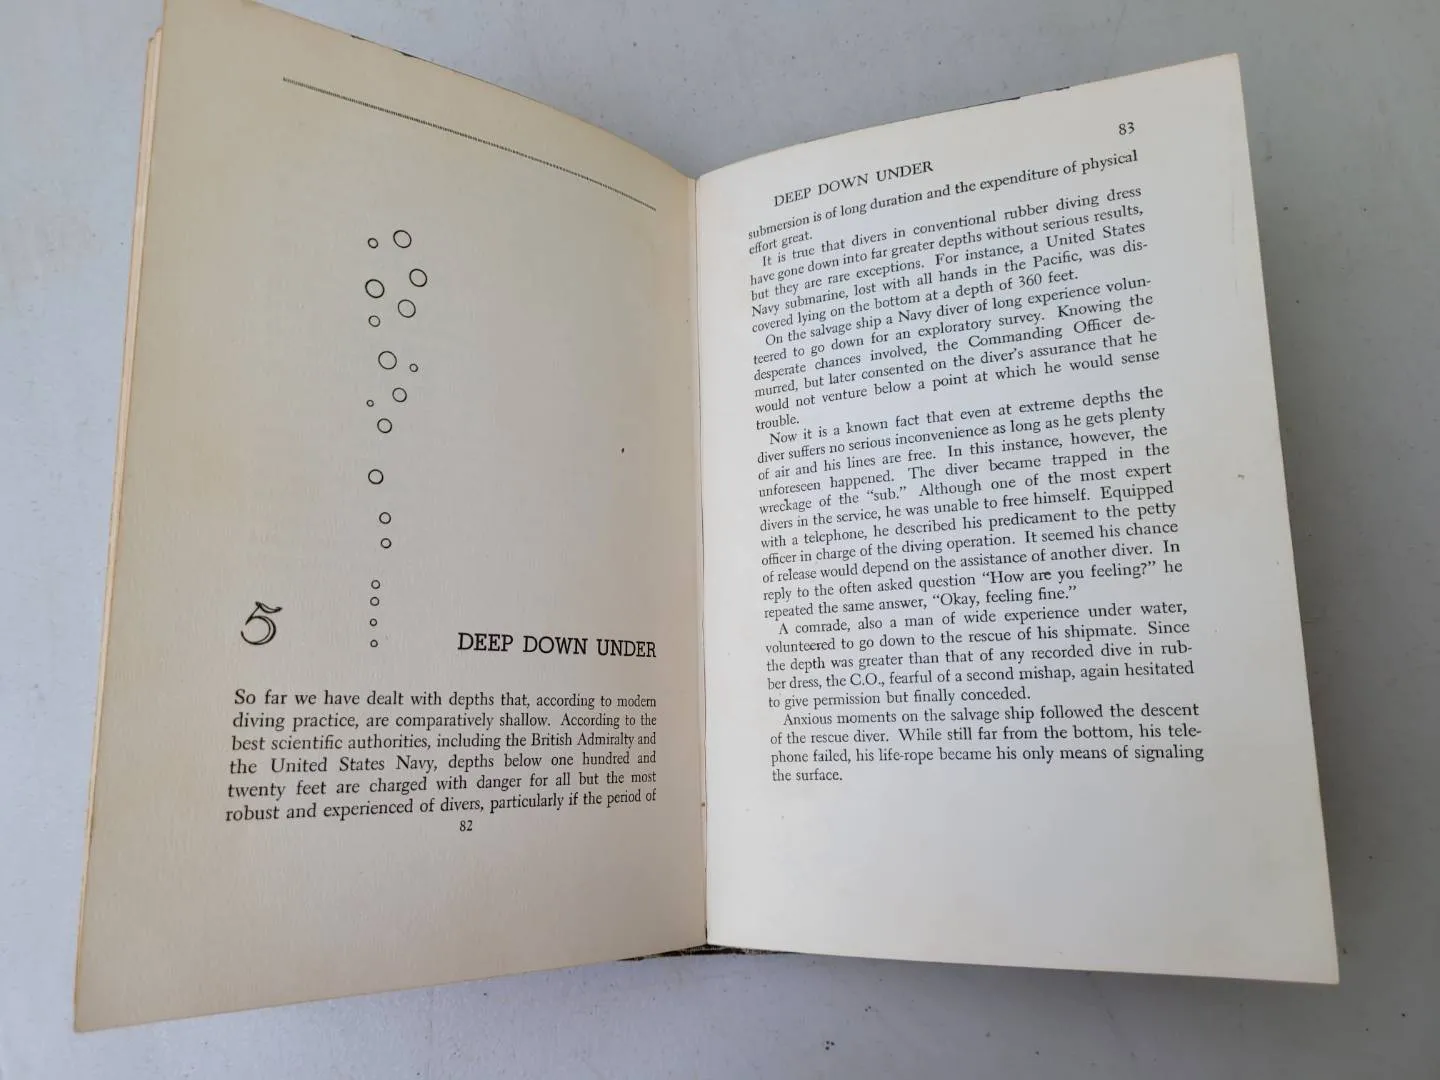 5
DEEP DOWN UNDER
So far we have dealt with depths that, according to modern
diving practice, are comparatively shallow. According to the
best scientific authorities, including the British Admiralty and
the United States Navy, depths below one hundred and
twenty feet are charged with danger for all but the most
robust and experienced of divers, particularly if the period of
82
83
DEEP DOWN UNDER
submersion is of long duration and the expenditure of physical
effort great.
It is true that divers in conventional rubber diving dress
have gone down into far greater depths without serious results,
but they are rare exceptions. For instance, a United States
Navy submarine, lost with all hands in the Pacific, was dis-
covered lying on the bottom at a depth of 360 feet.
On the salvage ship a Navy diver of long experience volun-
teered to go down for an exploratory survey. Knowing the
desperate chances involved, the Commanding Officer de-
murred, but later consented on the diver's assurance that he
would not venture below a point at which he would sense
trouble.
Now it is a known fact that even at extreme depths the
diver suffers no serious inconvenience as long as he gets plenty
of air and his lines are free. In this instance, however, the
unforeseen happened. The diver became trapped in the
wreckage of the "sub." Although one of the most expert
divers in the service, he was unable to free himself. Equipped
with a telephone, he described his predicament to the petty
officer in charge of the diving operation. It seemed his chance
of release would depend on the assistance of another diver. In
reply to the often asked question "How are you feeling?" he
repeated the same answer, "Okay, feeling fine."
A comrade, also a man of wide experience under water,
volunteered to go down to the rescue of his shipmate. Since
the depth was greater than that of any recorded dive in rub-
ber dress, the C.O., fearful of a second mishap, again hesitated
to give permission but finally conceded.
Anxious moments on the salvage ship followed the descent
of the rescue diver. While still far from the bottom, his tele-
phone failed, his life-rope became his only means of signaling
the surface.